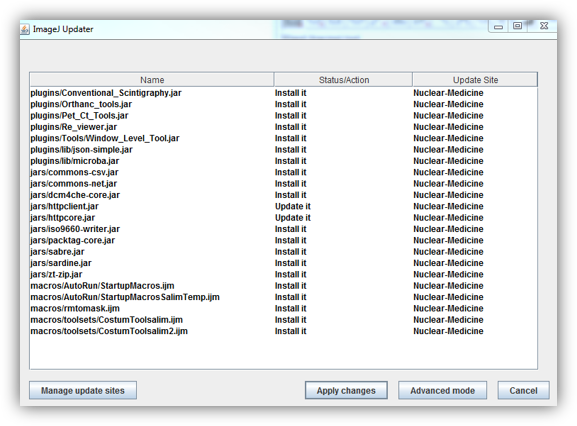 ImageJ Updater
Name Status/Action Update Site
plugins/Conventional_Scintigraphy.jar Install it Nuclear-Medicine
plugins/Orthanc_tools.jar Install it Nuclear-Medicine
plugins/Pet_Ct_Tools.jar Install it Nuclear-Medicine
plugins/Re_viewer.jar Install it Nuclear-Medicine
plugins/Tools/Window_Level_Tool.jar Install it Nuclear-Medicine
plugins/lib/json-simple.jar Install it Nuclear-Medicine
plugins/lib/microba.jar Install it Nuclear-Medicine
jars/commons-csv.jar Install it Nuclear-Medicine
jars/commons-net.jar Install it Nuclear-Medicine
jars/dcm4che-core.jar Install it Nuclear-Medicine
jars/httpclient.jar Update it Nuclear-Medicine
jars/httpcore.jar Update it Nuclear-Medicine
jars/iso9660-writer.jar Install it Nuclear-Medicine
jars/packtag-core.jar Install it Nuclear-Medicine
jars/sabre.jar Install it Nuclear-Medicine
jars/sardine.jar Install it Nuclear-Medicine
jars/zt-zip.jar Install it Nuclear-Medicine
macros/AutoRun/StartupMacros.ijm Install it Nuclear-Medicine
macros/AutoRun/StartupMacrosSalimTemp.ijm Install it Nuclear-Medicine
macros/rmtomask.ijm Install it Nuclear-Medicine
macros/toolsets/CostumToolsalim.ijm Install it Nuclear-Medicine
macros/toolsets/CostumToolsalim2.ijm Install it Nuclear-Medicine
Manage update sites Apply changes Advanced mode Cancel